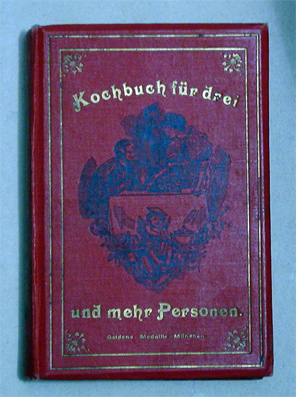 Kochbuch für drei
und mehr Personen.
Goldene Medaille München